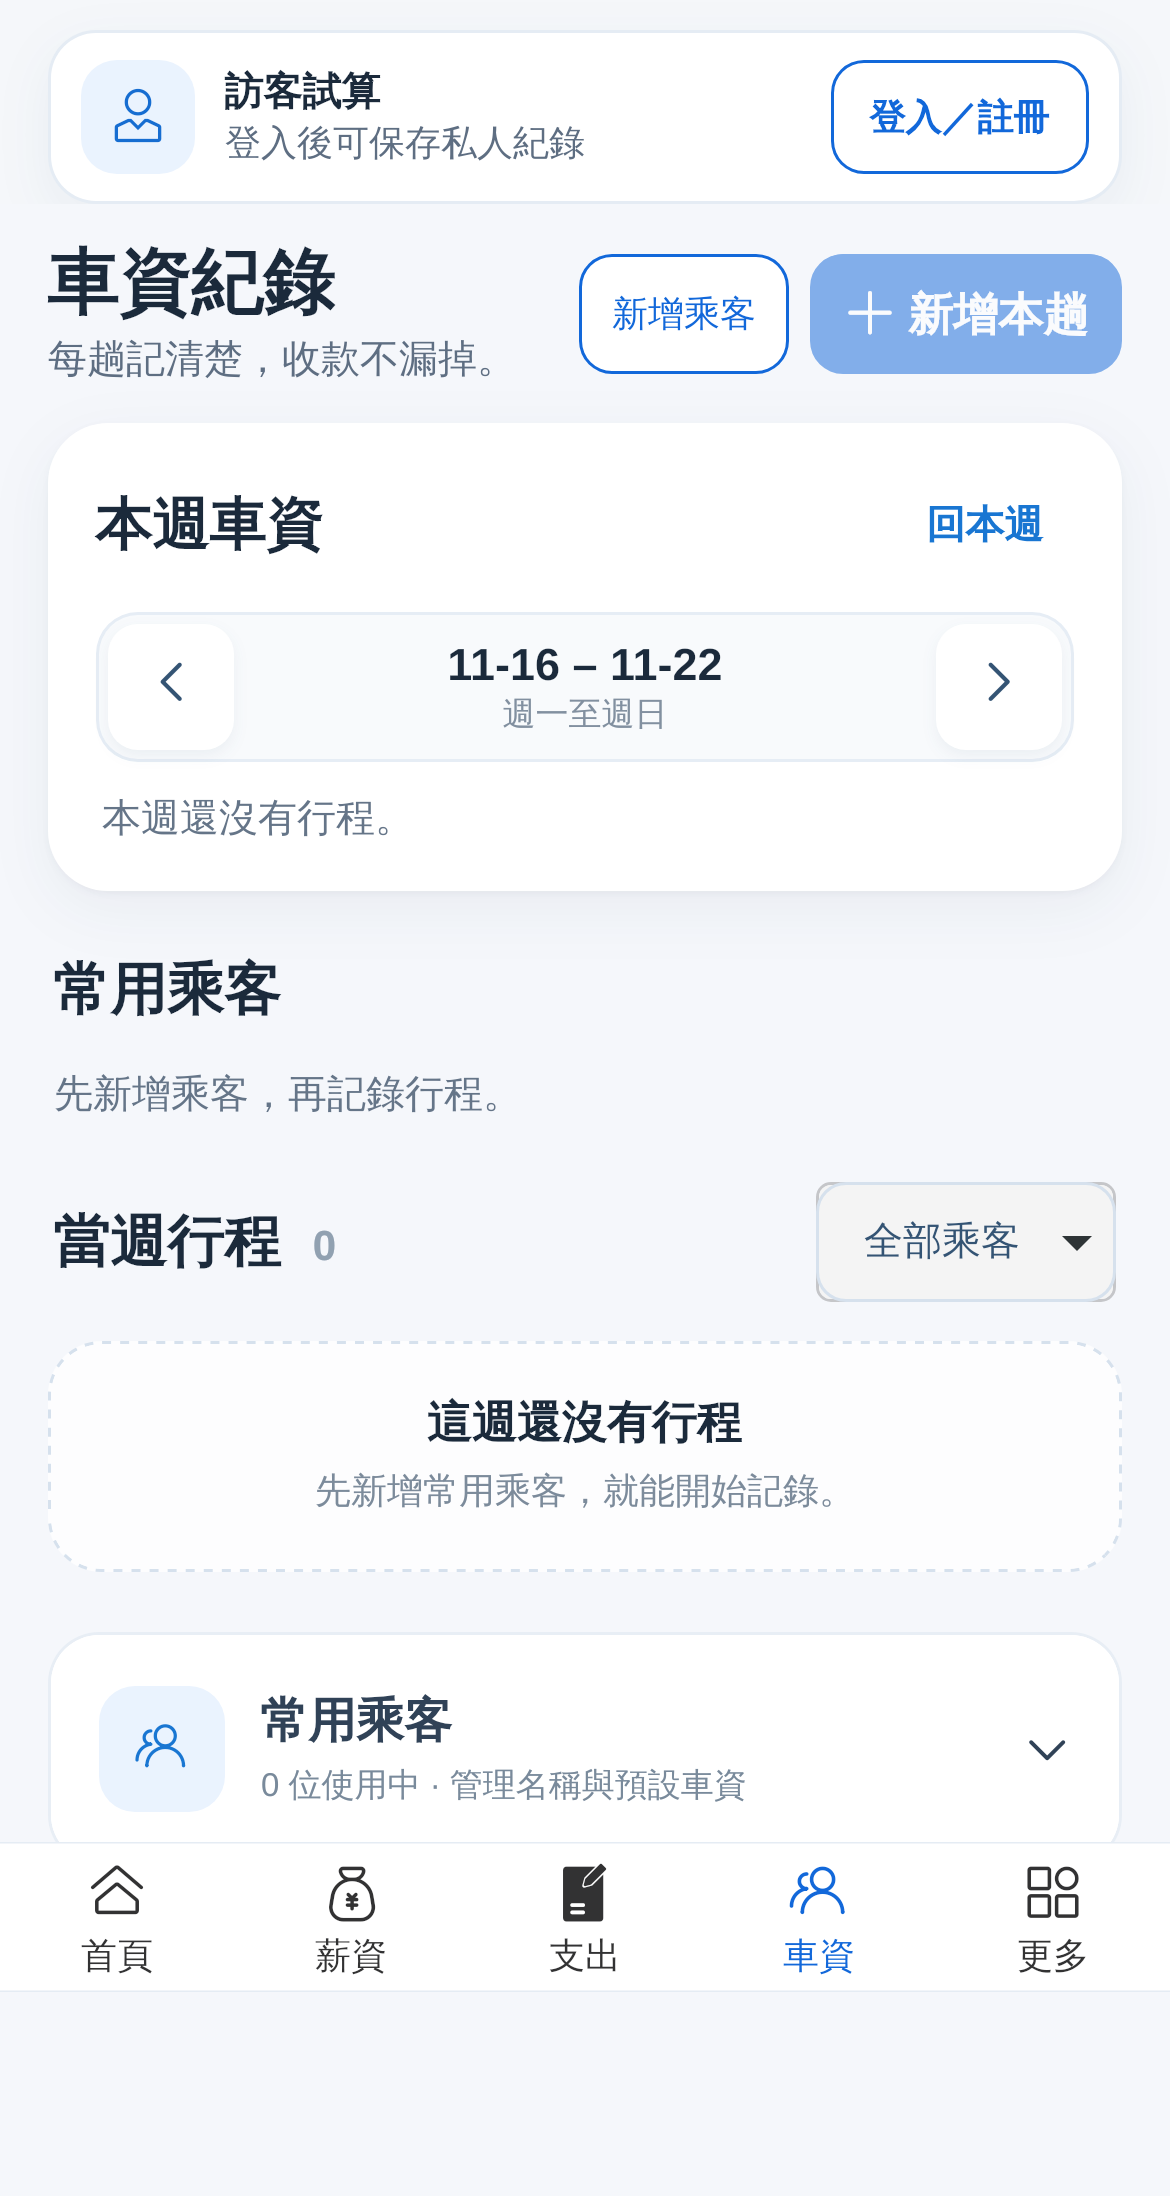 訪客試算
登入後可保存私人紀錄
登入／註冊
車資紀錄
每趟記清楚，收款不漏掉。
新增乘客
新增本趟
本週車資
回本週
11-16 – 11-22
週一至週日
本週還沒有行程。
常用乘客
先新增乘客，再記錄行程。
當週行程 0
全部乘客
這週還沒有行程
先新增常用乘客，就能開始記錄。
常用乘客
0 位使用中 · 管理名稱與預設車資
首頁
薪資
支出
車資
更多